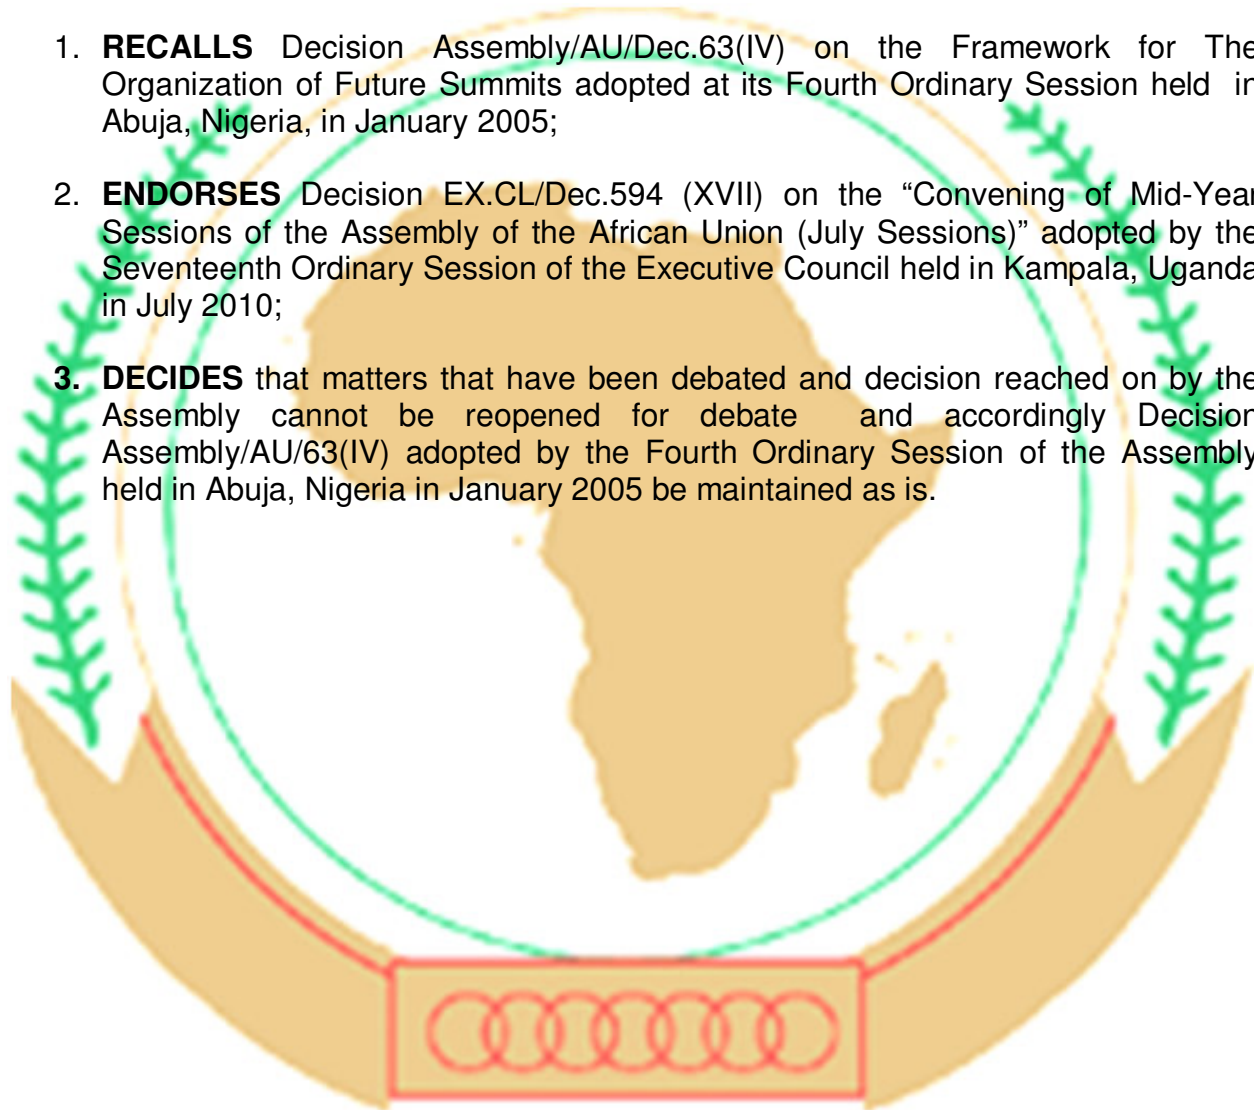 1. RECALLS Decision Assembly/AU/Dec.63(IV) on the Framework for The
Organization of Future Summits adopted at its Fourth Ordinary Session held in
Abuja, Nigeria, in January 2005;
2. ENDORSES Decision EX.CL/Dec.594 (XVII) on the “Convening of Mid-Year
Sessions of the Assembly of the African Union (July Sessions)” adopted by the
Seventeenth Ordinary Session of the Executive Council held in Kampala, Uganda
in July 2010;
3. DECIDES that matters that have been debated and decision reached on by the
Assembly cannot be reopened for debate and accordingly Decision
Assembly/AU/63(IV) adopted by the Fourth Ordinary Session of the Assembly
held in Abuja, Nigeria in January 2005 be maintained as is.